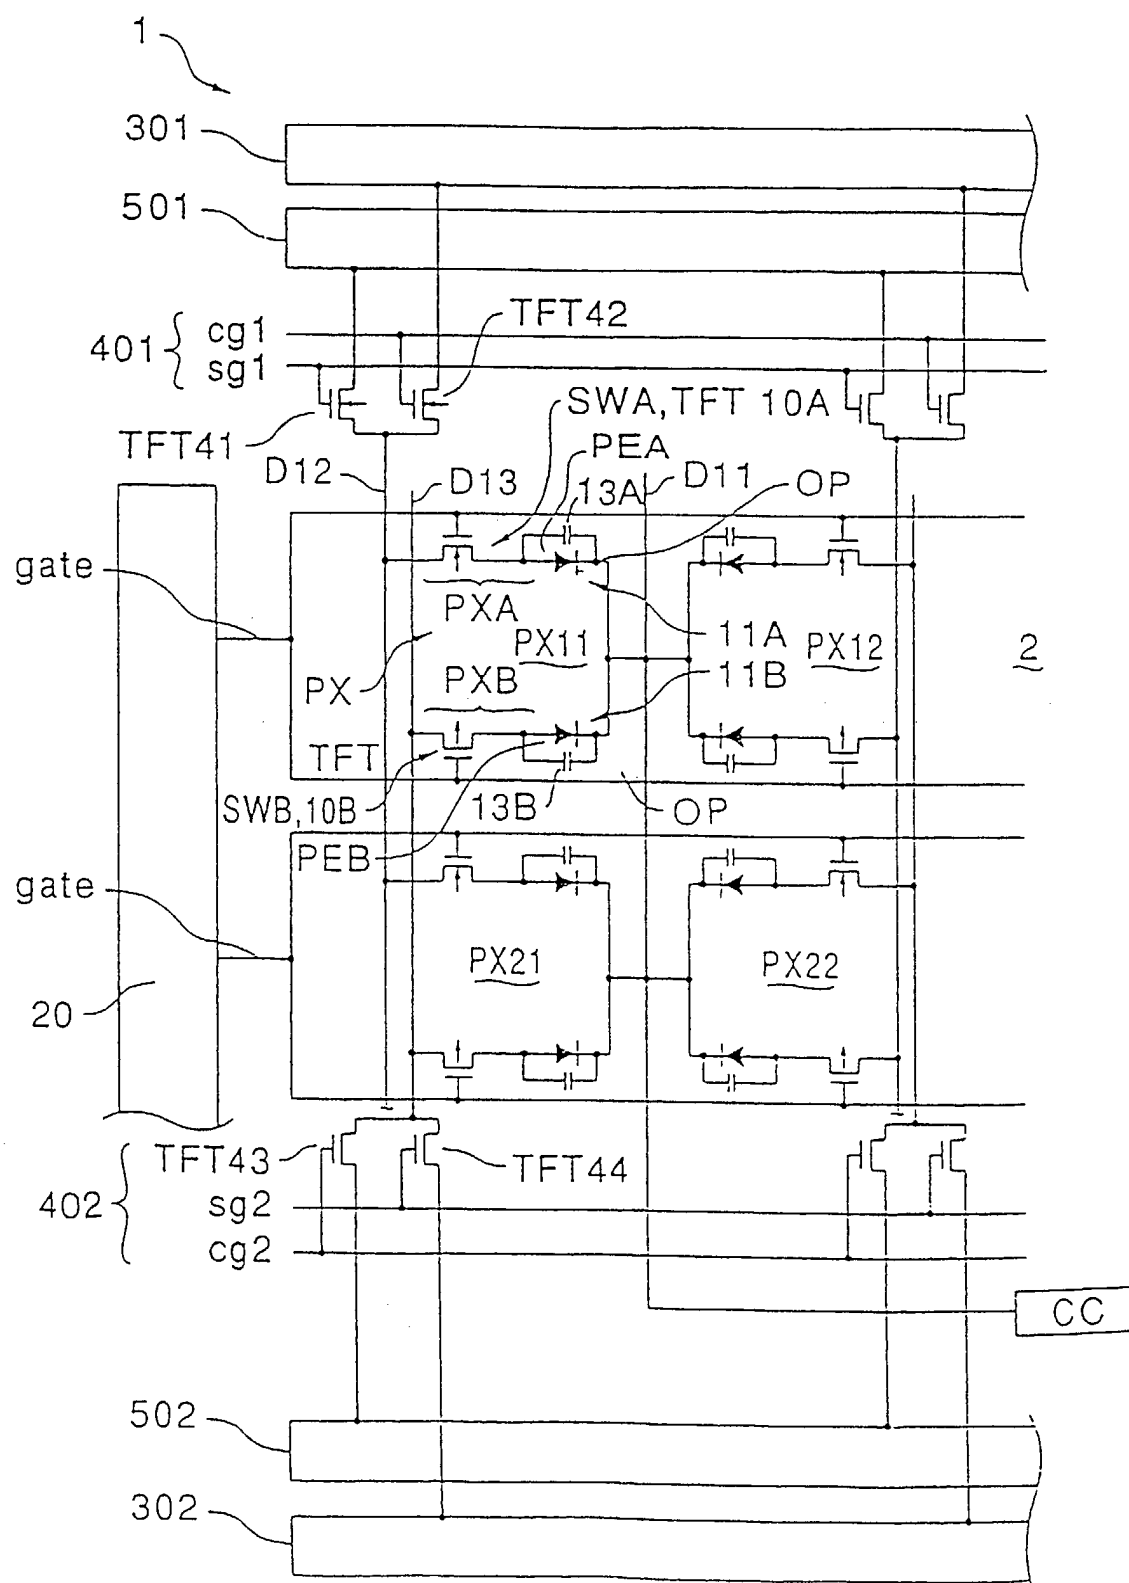 1
301
501
TFT42
401
cg1
sg1
SWA,TFT 10A
TFT41
PEA
D12
D13
13A
D11
OP
gate
PXA
PX11
11A
PX12
2
PX
PXB
11B
TFT
SWB,10B
13B
OP
PEB
gate
PX21
PX22
20
TFT43
TFT44
402
sg2
cg2
CC
502
302